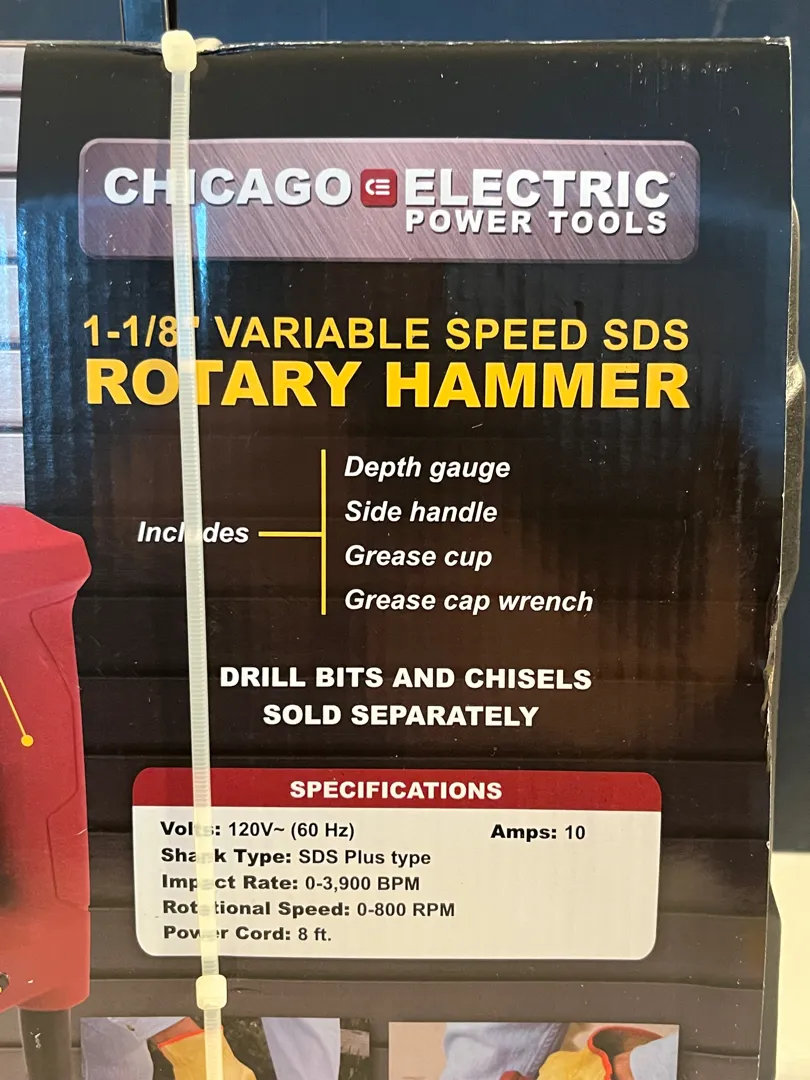 CHICAGO CE ELECTRIC®
POWER TOOLS
1-1/8" VARIABLE SPEED SDS
ROTARY HAMMER
Includes
Depth gauge
Side handle
Grease cup
Grease cap wrench
DRILL BITS AND CHISELS
SOLD SEPARATELY
SPECIFICATIONS
Volts: 120V~ (60 Hz) Amps: 10
Shank Type: SDS Plus type
Impact Rate: 0-3,900 BPM
Rotational Speed: 0-800 RPM
Power Cord: 8 ft.